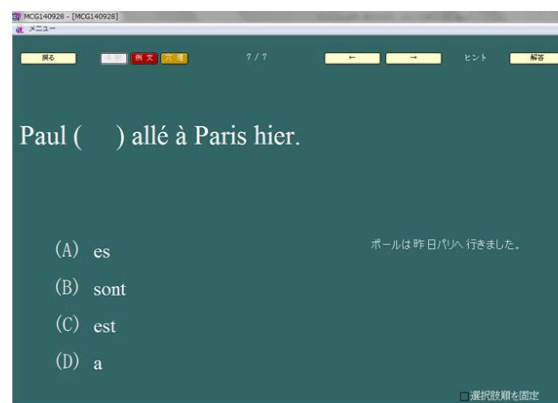 MCG140928 - [MCG140928]
メニュー
戻る 例文 六種 7 / 7 ← → ヒント 解答
Paul ( ) allé à Paris hier.
(A) es
ポールは昨日パリへ行きました。
(B) sont
(C) est
(D) a
選択肢順を固定